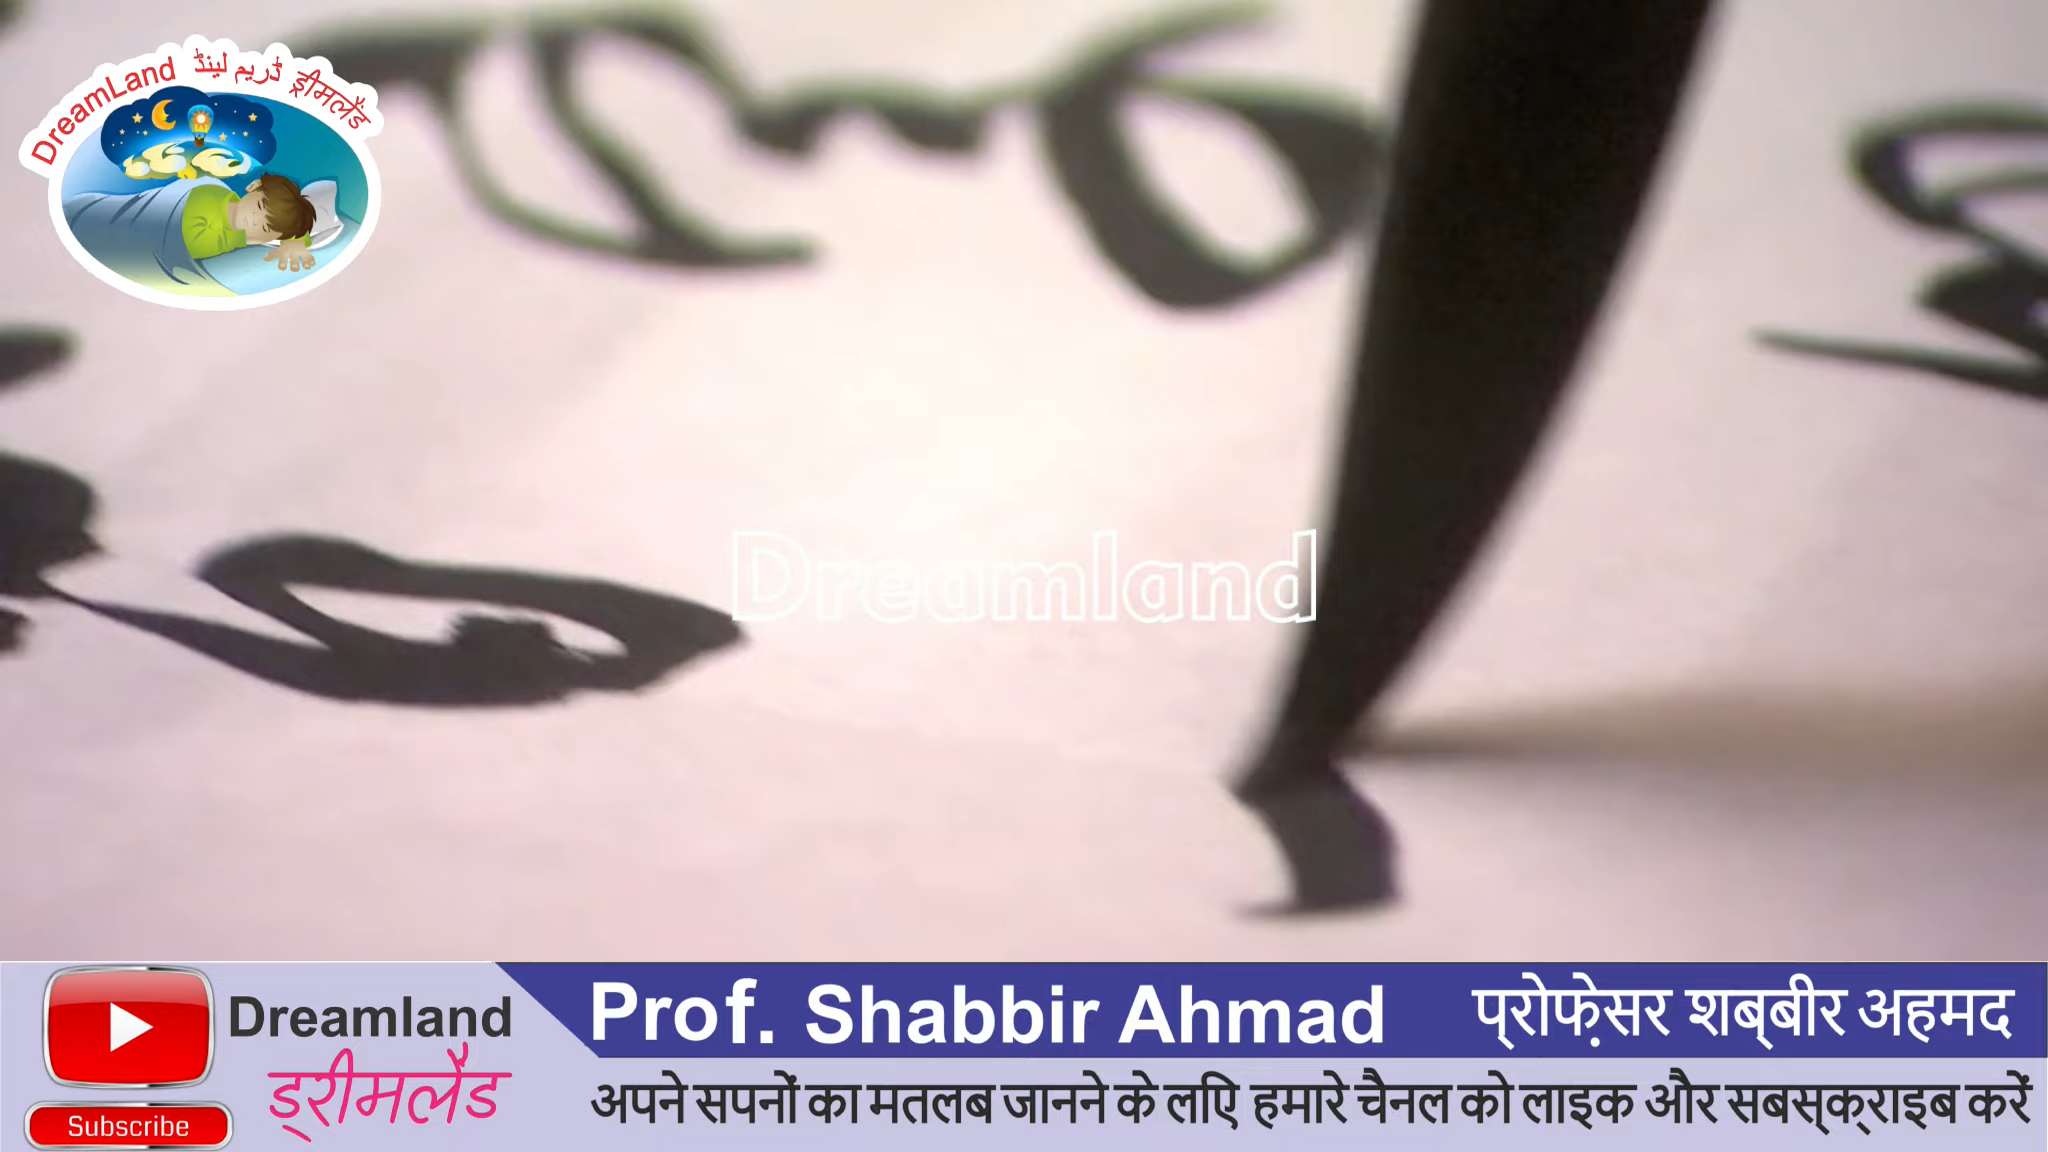 DreamLand ڈریم لینڈ ड्रीमलैंड
Dreamland
Dreamland
ड्रीमलैंड
Subscribe
Prof. Shabbir Ahmad प्रोफे़सर शब्बीर अहमद
अपने सपनों का मतलब जानने के लिए हमारे चैनल को लाइक और सबस्क्राइब करें